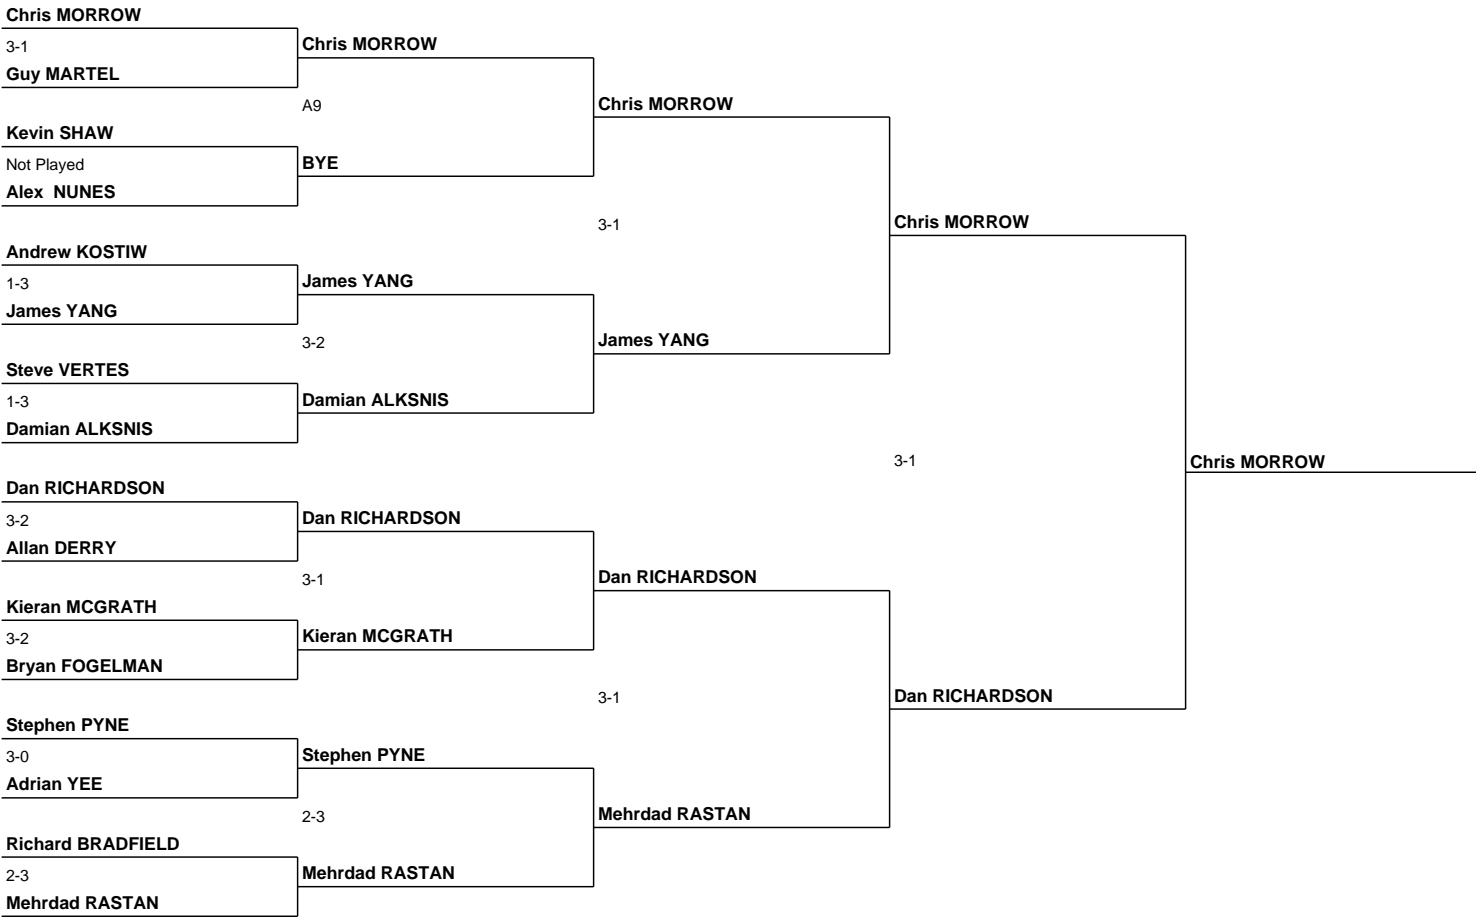 Chris MORROW
3-1
Guy MARTEL
Kevin SHAW
Not Played
Alex  NUNES
Andrew KOSTIW
1-3
James YANG
Steve VERTES
1-3
Damian ALKSNIS
Dan RICHARDSON
3-2
Allan DERRY
Kieran MCGRATH
3-2
Bryan FOGELMAN
Stephen PYNE
3-0
Adrian YEE
Richard BRADFIELD
2-3
Mehrdad RASTAN
Chris MORROW
A9
BYE
James YANG
3-2
Damian ALKSNIS
Dan RICHARDSON
3-1
Kieran MCGRATH
Stephen PYNE
2-3
Mehrdad RASTAN
Chris MORROW
3-1
James YANG
Dan RICHARDSON
3-1
Mehrdad RASTAN
Chris MORROW
3-1
Dan RICHARDSON
Chris MORROW